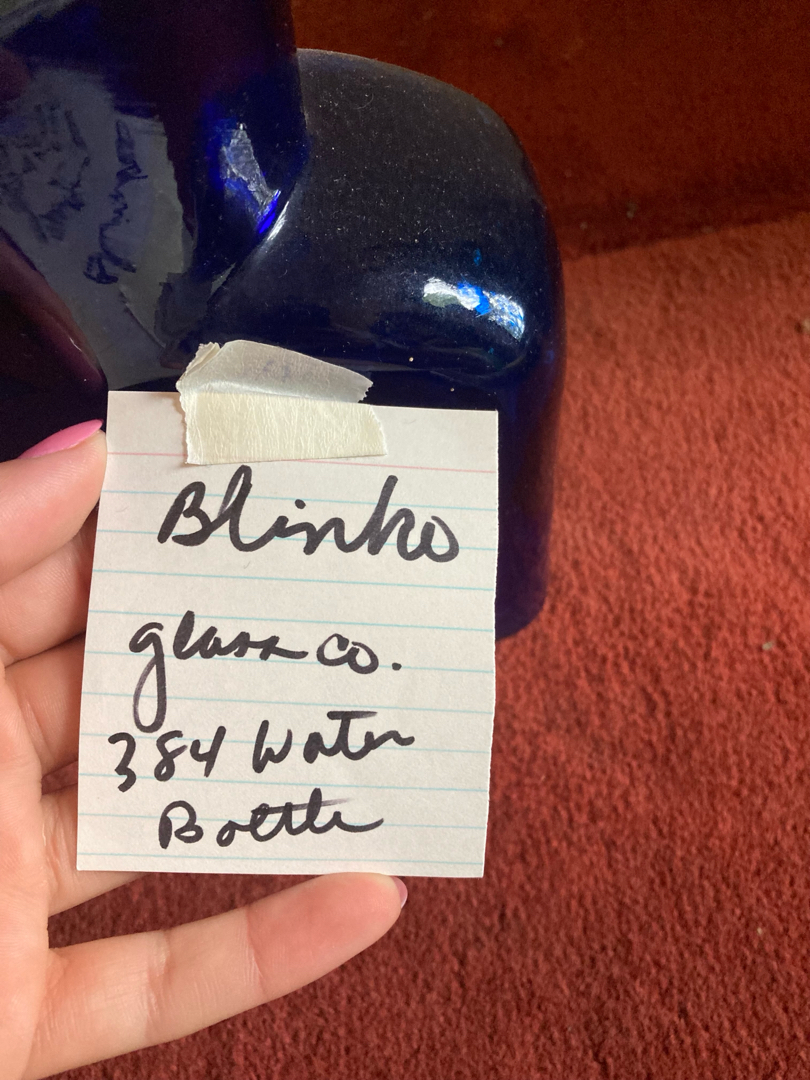 Blinko
glass co.
384 Water
Bottle